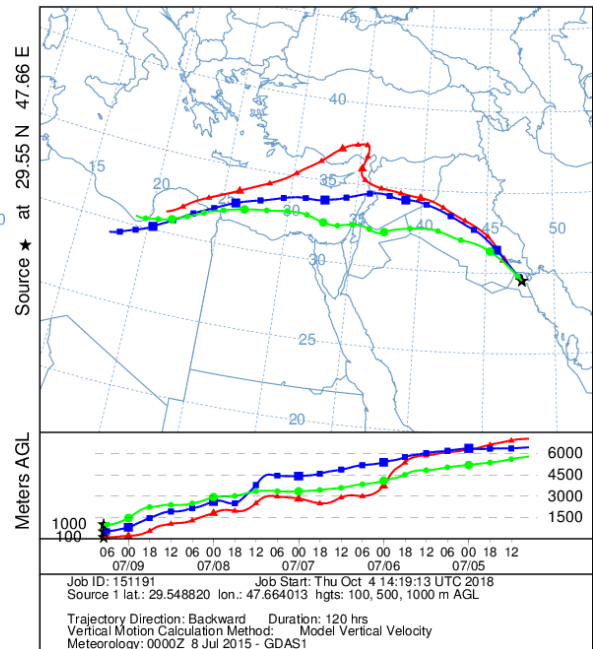 Source ★ at 29.55 N 47.66 E
45
40
15
20
35
35
40
45
50
30
30
25
20
0
Meters AGL
6000
4500
3000
1500
1000
100
06 00 18 12 06 00 18 12 06 00 18 12 06 00 18 12 06 00 18 12
07/09 07/08 07/07 07/06 07/05
Job ID: 151191 Job Start: Thu Oct 4 14:19:13 UTC 2018
Source 1 lat.: 29.548820 lon.: 47.664013 hgts: 100, 500, 1000 m AGL
Trajectory Direction: Backward Duration: 120 hrs
Vertical Motion Calculation Method: Model Vertical Velocity
Meteorology: 0000Z 8 Jul 2015 - GDAS1